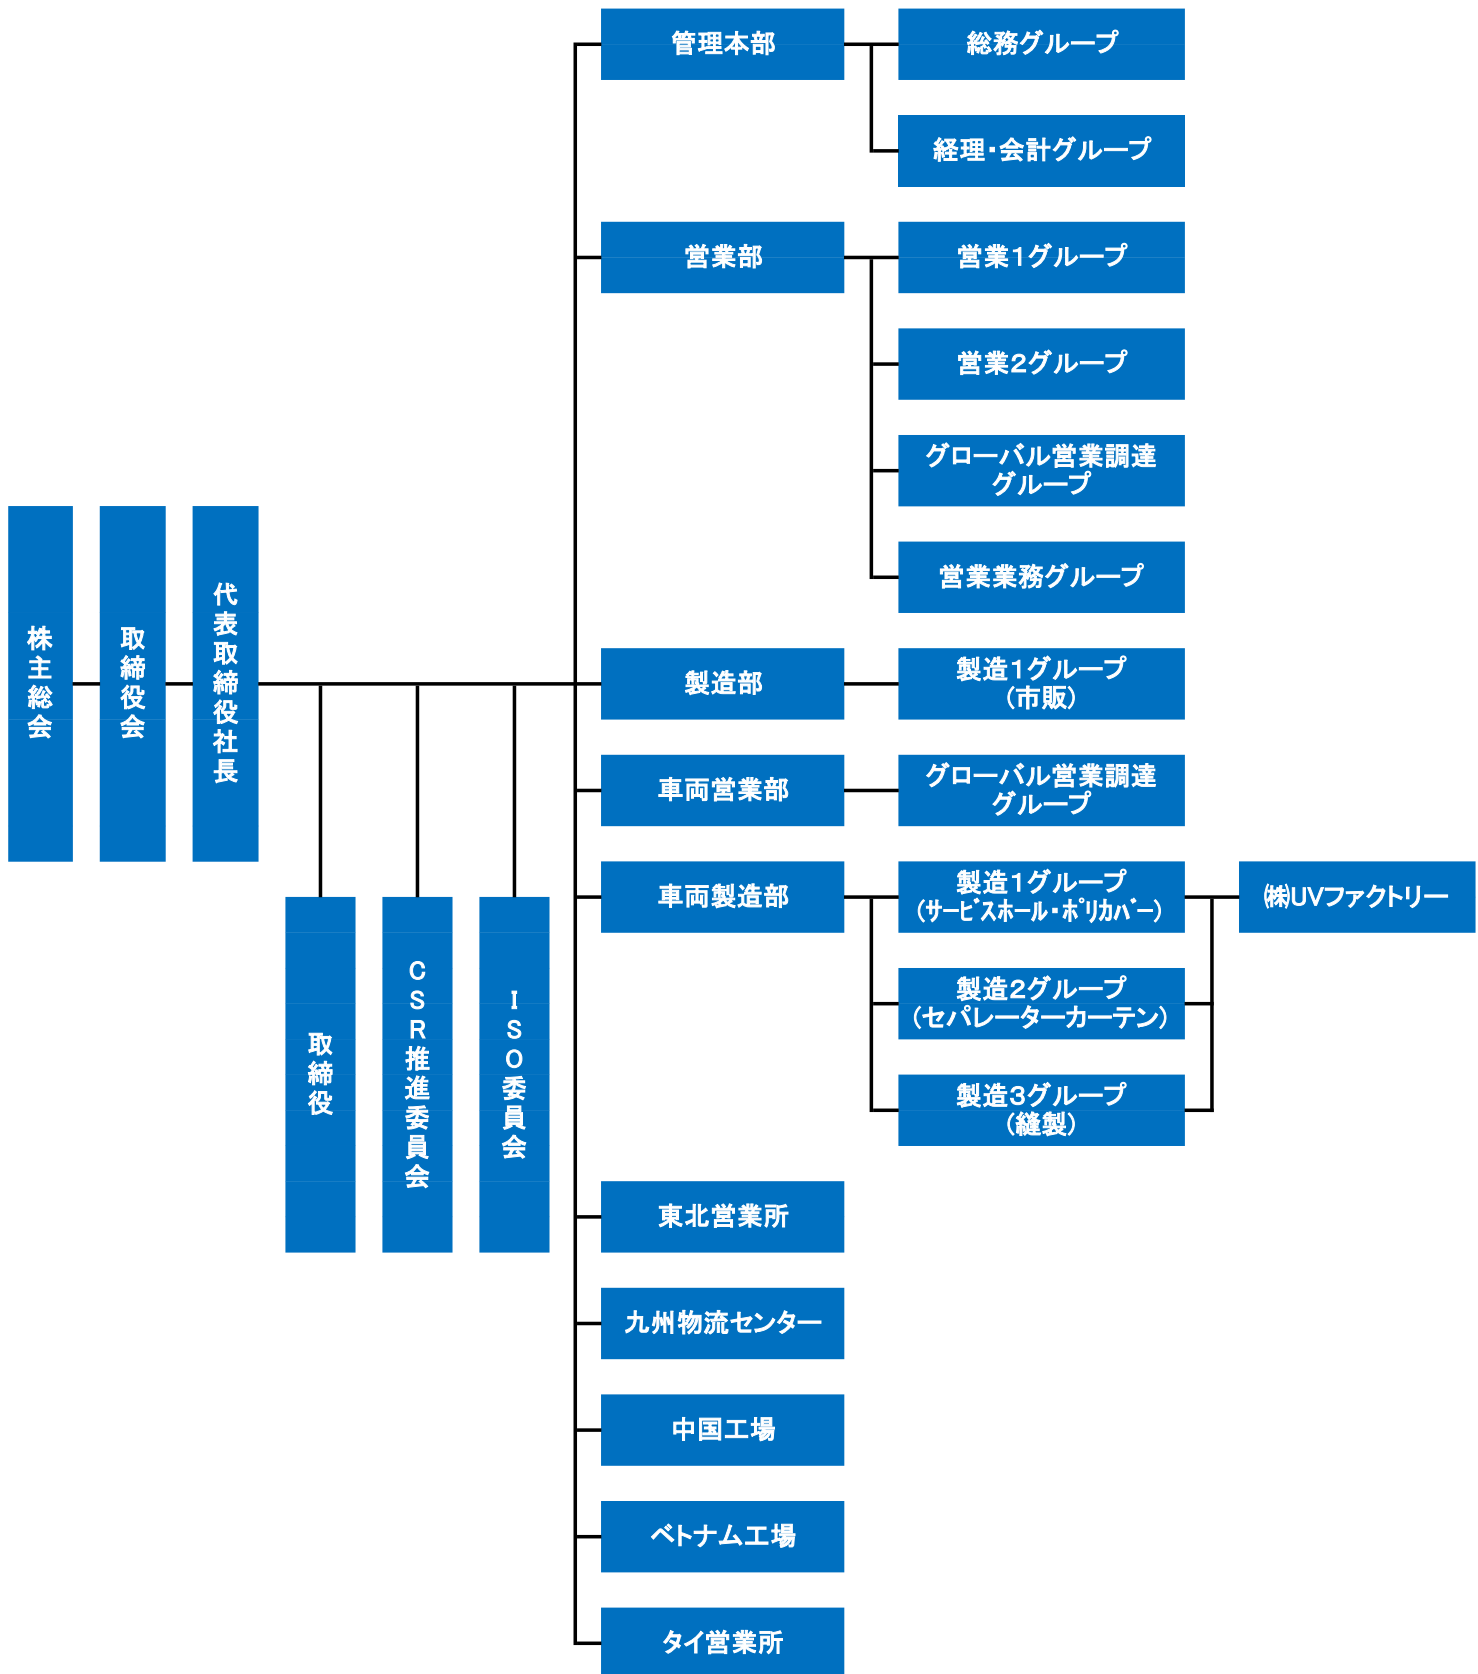 株主総会
取締役会
代表取締役社長
取締役
CSR推進委員会
ISO委員会
管理本部
総務グループ
経理・会計グループ
営業部
営業1グループ
営業2グループ
グローバル営業調達
グループ
営業業務グループ
製造部
製造1グループ
(市販)
車両営業部
グローバル営業調達
グループ
車両製造部
製造1グループ
(ｻｰﾋﾞｽホール・ﾎﾟﾘｶﾊﾞｰ)
製造2グループ
(セパレーターカーテン)
製造3グループ
(縫製)
㈱UVファクトリー
東北営業所
九州物流センター
中国工場
ベトナム工場
タイ営業所